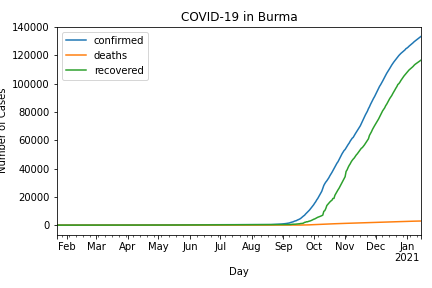 COVID-19 in Burma
140000
120000
100000
80000
60000
40000
20000
0
confirmed
deaths
recovered
Number of Cases
Feb Mar Apr May Jun Jul Aug Sep Oct Nov Dec Jan
2021
Day